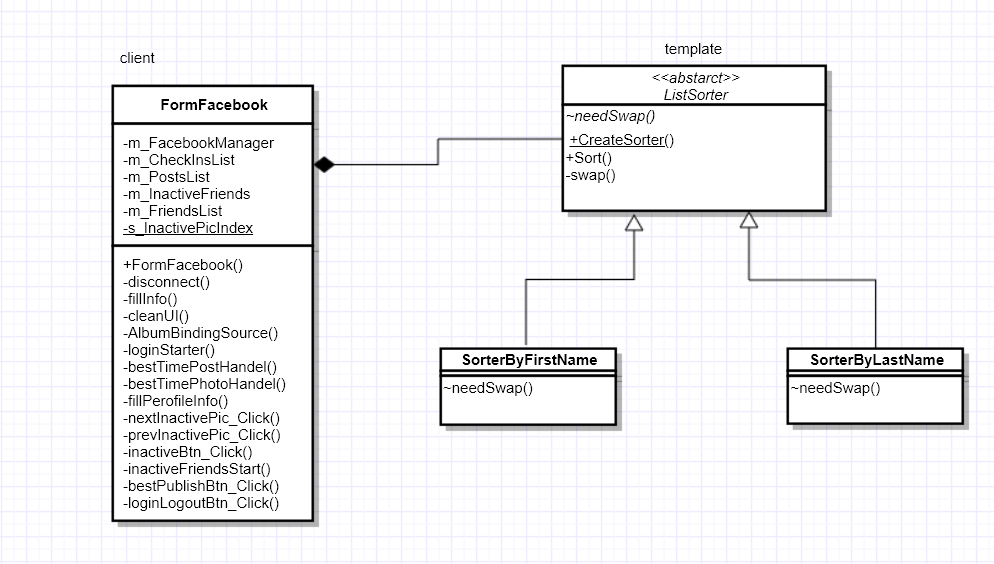 client
FormFacebook
-m_FacebookManager
-m_CheckInsList
-m_PostsList
-m_InactiveFriends
-m_FriendsList
-s_InactivePicIndex
+FormFacebook()
-disconnect()
-fillInfo()
-cleanUI()
-AlbumBindingSource()
-loginStarter()
-bestTimePostHandel()
-bestTimePhotoHandel()
-fillPerofileInfo()
-nextInactivePic_Click()
-prevInactivePic_Click()
-inactiveBtn_Click()
-inactiveFriendsStart()
-bestPublishBtn_Click()
-loginLogoutBtn_Click()
template
<<abstarct>>
ListSorter
~needSwap()
+CreateSorter()
+Sort()
-swap()
SorterByFirstName
~needSwap()
SorterByLastName
~needSwap()